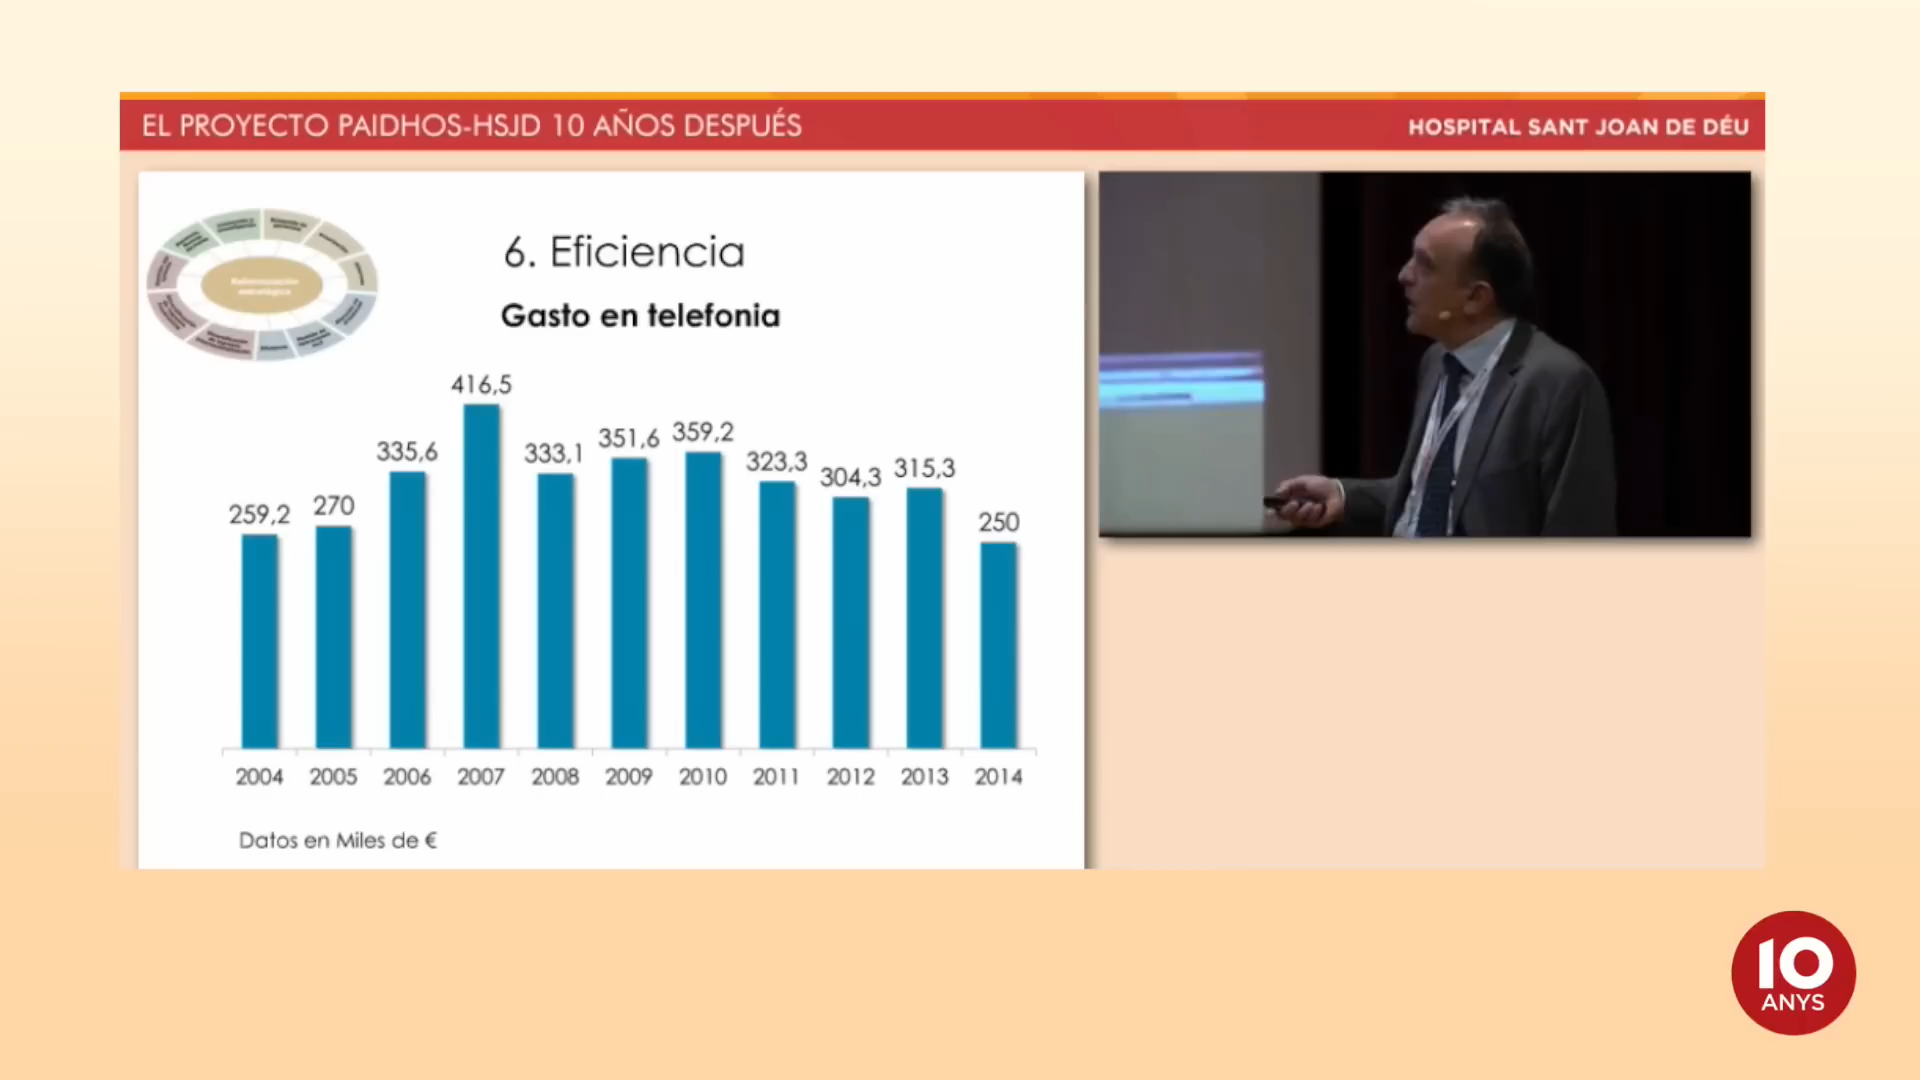 EL PROYECTO PAIDHOS-HSJD 10 AÑOS DESPUÉS
HOSPITAL SANT JOAN DE DÉU
6. Eficiencia
Gasto en telefonia
259,2
270
335,6
416,5
333,1
351,6
359,2
323,3
304,3
315,3
250
2004 2005 2006 2007 2008 2009 2010 2011 2012 2013 2014
Datos en Miles de €
10
ANYS